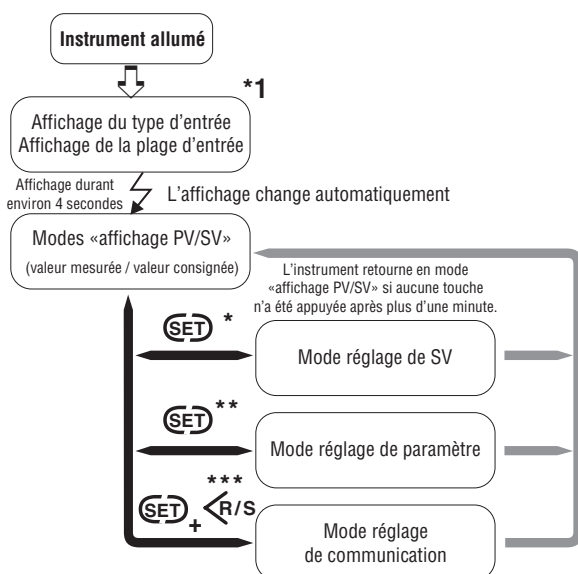 Instrument allumé
*1
Affichage du type d'entrée
Affichage de la plage d'entrée
Affichage durant
environ 4 secondes
L'affichage change automatiquement
Modes «affichage PV/SV»
(valeur mesurée / valeur consignée)
L'instrument retourne en mode
«affichage PV/SV» si aucune touche
n'a été appuyée après plus d'une minute.
SET *
Mode réglage de SV
SET **
Mode réglage de paramètre
***
SET + <R/S
Mode réglage
de communication